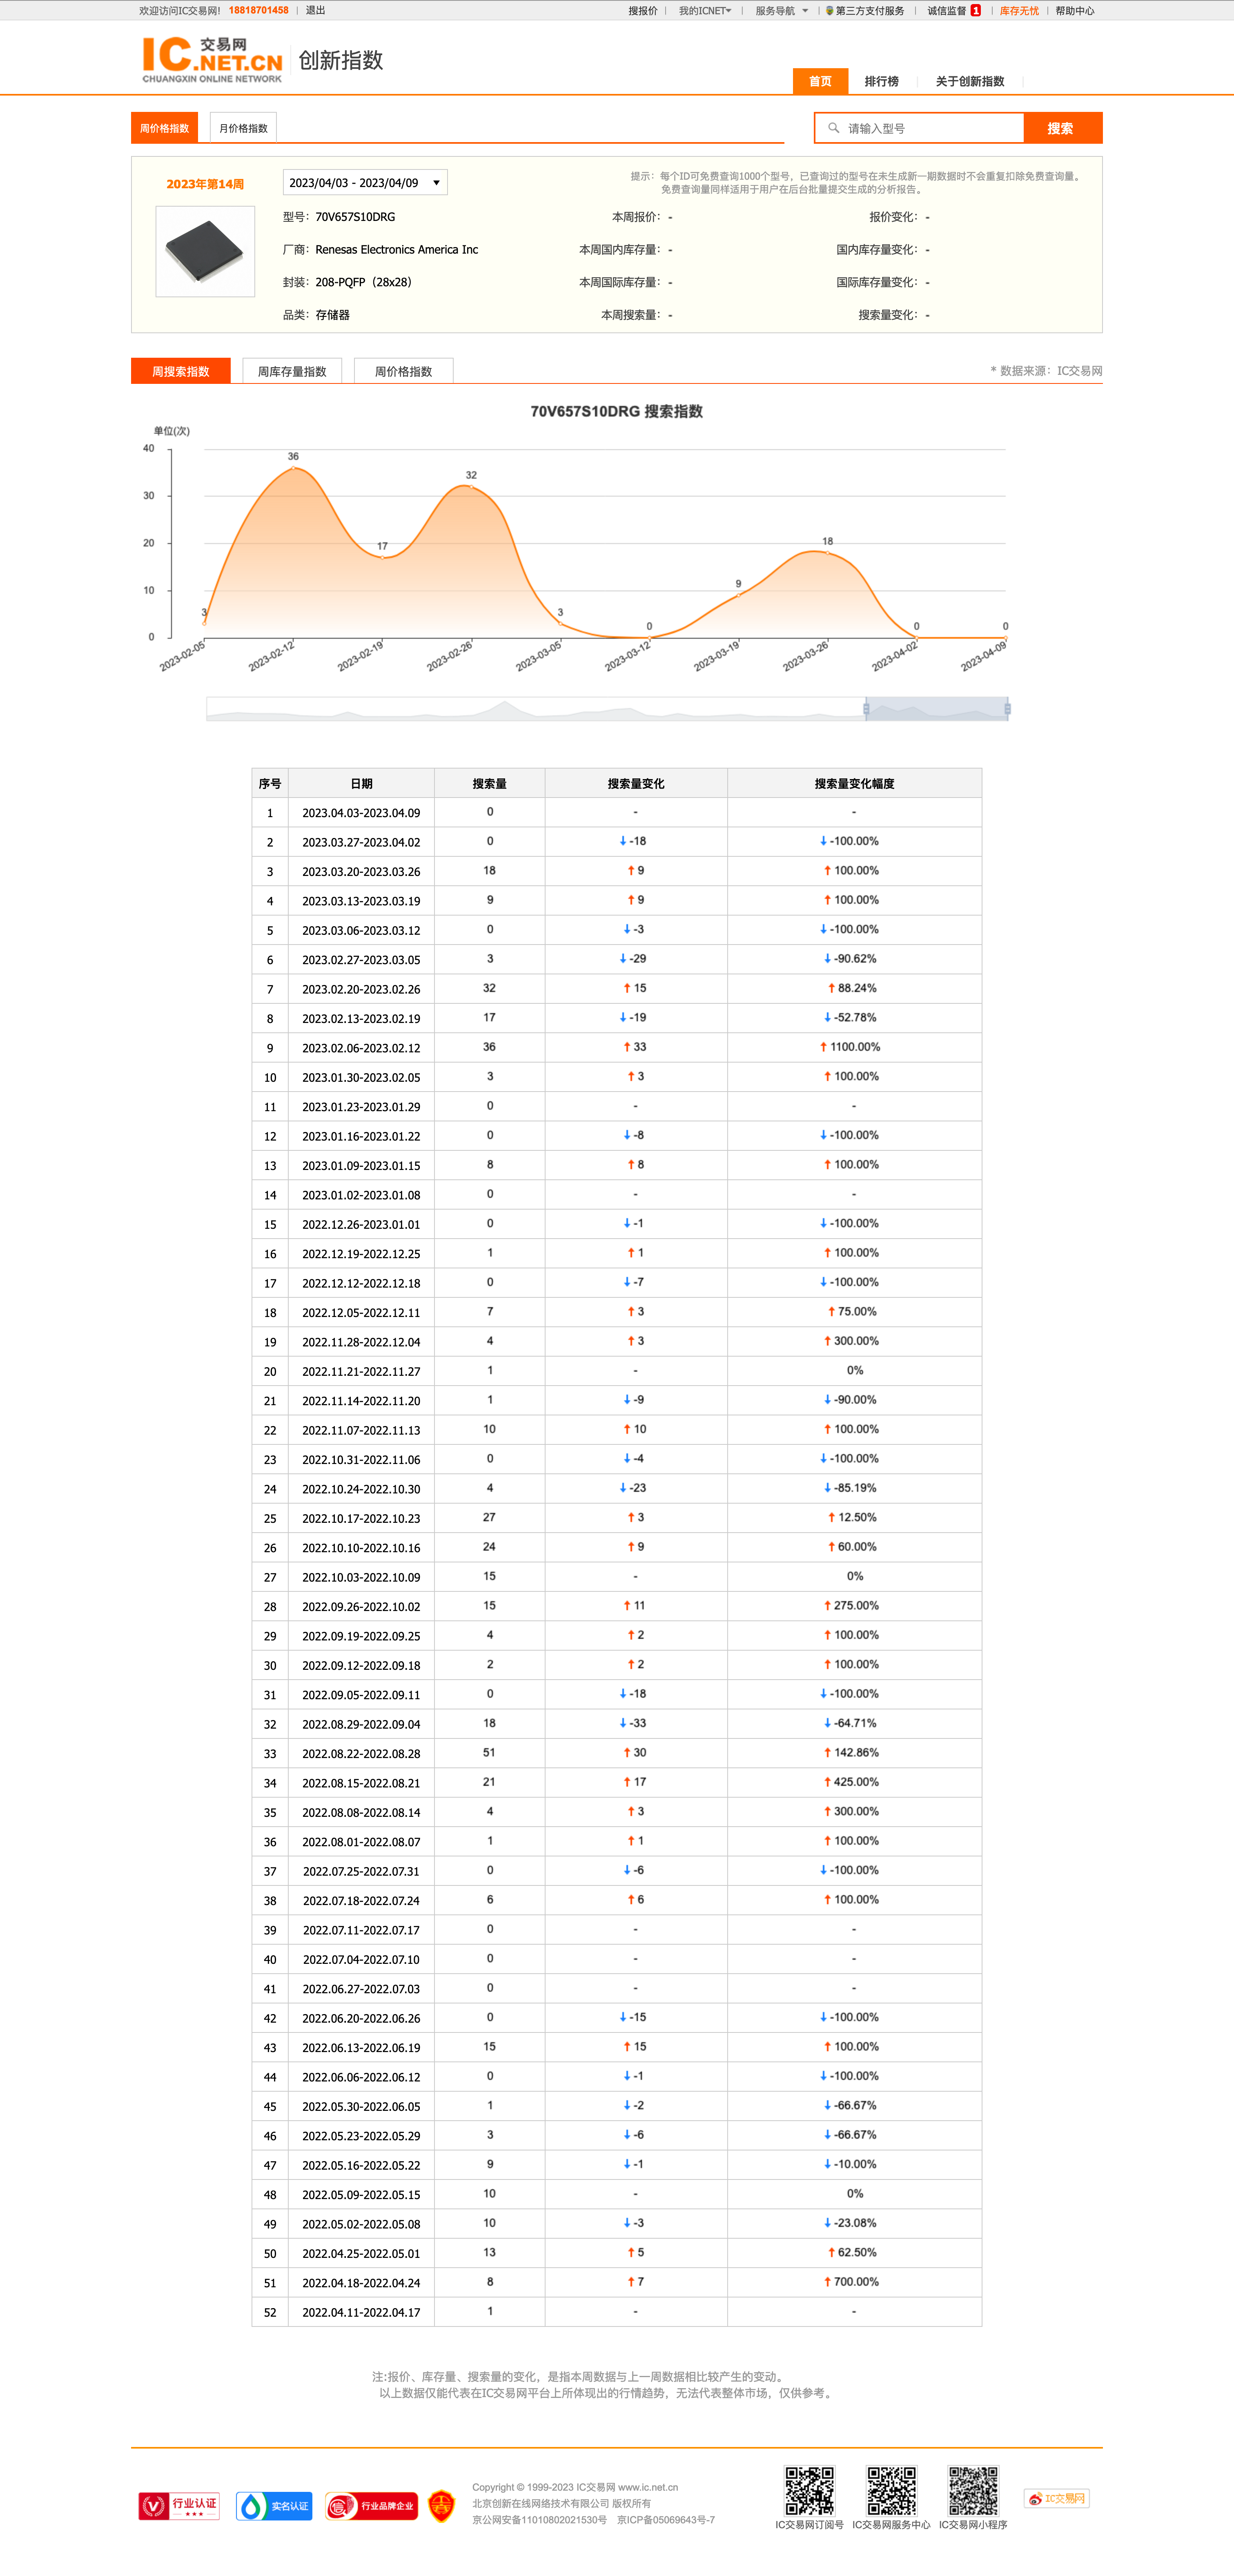 欢迎访问IC交易网! 18818701458 退出 搜报价 我的ICNET 服务导航 第三方支付服务 诚信监督 1 库存无忧 帮助中心
IC 交易网 .NET.CN CHUANGXIN ONLINE NETWORK 创新指数
首页 排行榜 关于创新指数
周价格指数 月价格指数 请输入型号 搜索
2023年第14周 2023/04/03 - 2023/04/09
提示：每个ID可免费查询1000个型号，已查询过的型号在未生成新一期数据时不会重复扣除免费查询量。
免费查询量同样适用于用户在后台批量提交生成的分析报告。
型号：70V657S10DRG 本周报价：- 报价变化：-
厂商：Renesas Electronics America Inc 本周国内库存量：- 国内库存量变化：-
封装：208-PQFP（28x28） 本周国际库存量：- 国际库存量变化：-
品类：存储器 本周搜索量：- 搜索量变化：-
周搜索指数 周库存量指数 周价格指数 * 数据来源：IC交易网
70V657S10DRG 搜索指数
单位(次)
40
30
20
10
0
3 36 17 32 3 0 9 18 0 0
2023-02-05 2023-02-12 2023-02-19 2023-02-26 2023-03-05 2023-03-12 2023-03-19 2023-03-26 2023-04-02 2023-04-09
序号 日期 搜索量 搜索量变化 搜索量变化幅度
1 2023.04.03-2023.04.09 0 - -
2 2023.03.27-2023.04.02 0 ↓-18 ↓-100.00%
3 2023.03.20-2023.03.26 18 ↑9 ↑100.00%
4 2023.03.13-2023.03.19 9 ↑9 ↑100.00%
5 2023.03.06-2023.03.12 0 ↓-3 ↓-100.00%
6 2023.02.27-2023.03.05 3 ↓-29 ↓-90.62%
7 2023.02.20-2023.02.26 32 ↑15 ↑88.24%
8 2023.02.13-2023.02.19 17 ↓-19 ↓-52.78%
9 2023.02.06-2023.02.12 36 ↑33 ↑1100.00%
10 2023.01.30-2023.02.05 3 ↑3 ↑100.00%
11 2023.01.23-2023.01.29 0 - -
12 2023.01.16-2023.01.22 0 ↓-8 ↓-100.00%
13 2023.01.09-2023.01.15 8 ↑8 ↑100.00%
14 2023.01.02-2023.01.08 0 - -
15 2022.12.26-2023.01.01 0 ↓-1 ↓-100.00%
16 2022.12.19-2022.12.25 1 ↑1 ↑100.00%
17 2022.12.12-2022.12.18 0 ↓-7 ↓-100.00%
18 2022.12.05-2022.12.11 7 ↑3 ↑75.00%
19 2022.11.28-2022.12.04 4 ↑3 ↑300.00%
20 2022.11.21-2022.11.27 1 - 0%
21 2022.11.14-2022.11.20 1 ↓-9 ↓-90.00%
22 2022.11.07-2022.11.13 10 ↑10 ↑100.00%
23 2022.10.31-2022.11.06 0 ↓-4 ↓-100.00%
24 2022.10.24-2022.10.30 4 ↓-23 ↓-85.19%
25 2022.10.17-2022.10.23 27 ↑3 ↑12.50%
26 2022.10.10-2022.10.16 24 ↑9 ↑60.00%
27 2022.10.03-2022.10.09 15 - 0%
28 2022.09.26-2022.10.02 15 ↑11 ↑275.00%
29 2022.09.19-2022.09.25 4 ↑2 ↑100.00%
30 2022.09.12-2022.09.18 2 ↑2 ↑100.00%
31 2022.09.05-2022.09.11 0 ↓-18 ↓-100.00%
32 2022.08.29-2022.09.04 18 ↓-33 ↓-64.71%
33 2022.08.22-2022.08.28 51 ↑30 ↑142.86%
34 2022.08.15-2022.08.21 21 ↑17 ↑425.00%
35 2022.08.08-2022.08.14 4 ↑3 ↑300.00%
36 2022.08.01-2022.08.07 1 ↑1 ↑100.00%
37 2022.07.25-2022.07.31 0 ↓-6 ↓-100.00%
38 2022.07.18-2022.07.24 6 ↑6 ↑100.00%
39 2022.07.11-2022.07.17 0 - -
40 2022.07.04-2022.07.10 0 - -
41 2022.06.27-2022.07.03 0 - -
42 2022.06.20-2022.06.26 0 ↓-15 ↓-100.00%
43 2022.06.13-2022.06.19 15 ↑15 ↑100.00%
44 2022.06.06-2022.06.12 0 ↓-1 ↓-100.00%
45 2022.05.30-2022.06.05 1 ↓-2 ↓-66.67%
46 2022.05.23-2022.05.29 3 ↓-6 ↓-66.67%
47 2022.05.16-2022.05.22 9 ↓-1 ↓-10.00%
48 2022.05.09-2022.05.15 10 - 0%
49 2022.05.02-2022.05.08 10 ↓-3 ↓-23.08%
50 2022.04.25-2022.05.01 13 ↑5 ↑62.50%
51 2022.04.18-2022.04.24 8 ↑7 ↑700.00%
52 2022.04.11-2022.04.17 1 - -
注:报价、库存量、搜索量的变化，是指本周数据与上一周数据相比较产生的变动。
以上数据仅能代表在IC交易网平台上所体现出的行情趋势，无法代表整体市场，仅供参考。
行业认证 实名认证 信 行业品牌企业
Copyright © 1999-2023 IC交易网 www.ic.net.cn
北京创新在线网络技术有限公司 版权所有
京公网安备11010802021530号 京ICP备05069643号-7
IC交易网订阅号 IC交易网服务中心 IC交易网小程序 IC交易网